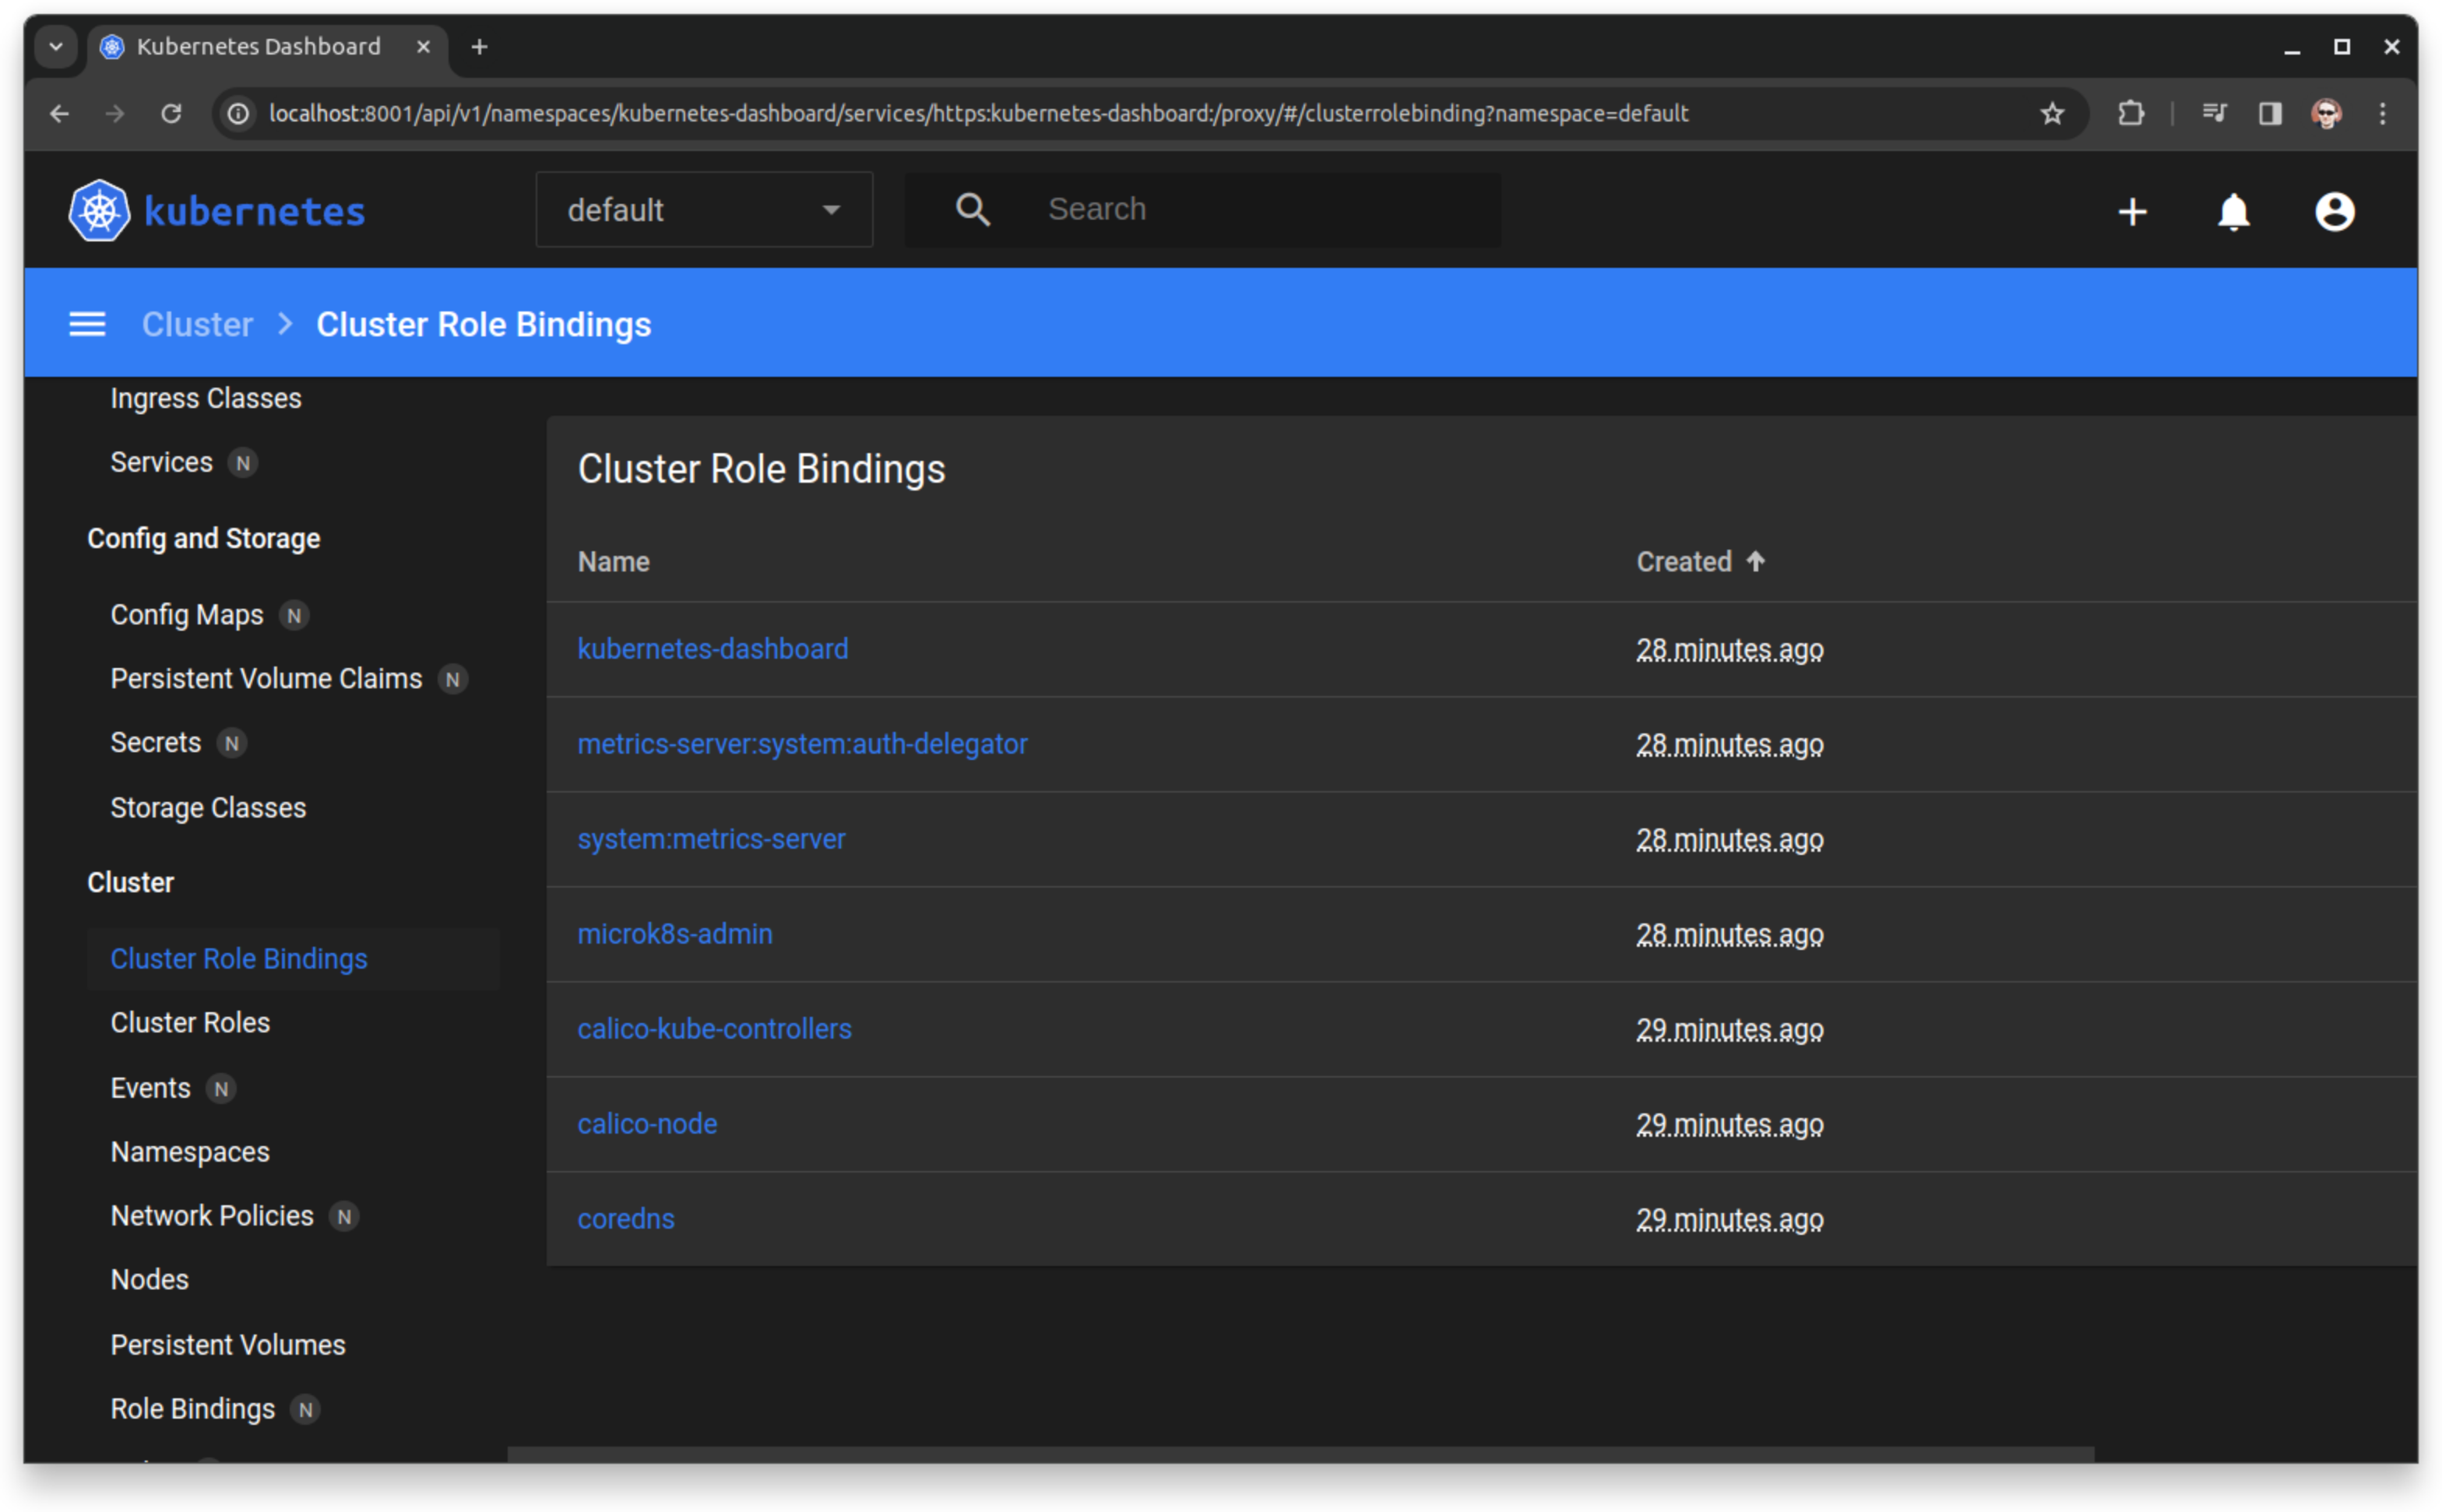 Kubernetes Dashboard
localhost:8001/api/v1/namespaces/kubernetes-dashboard/services/https:kubernetes-dashboard:/proxy/#/clusterrolebinding?namespace=default
kubernetes default Search
Cluster Cluster Role Bindings
Ingress Classes
Services N
Config and Storage
Config Maps N
Persistent Volume Claims N
Secrets N
Storage Classes
Cluster
Cluster Role Bindings
Cluster Roles
Events N
Namespaces
Network Policies N
Nodes
Persistent Volumes
Role Bindings N
Cluster Role Bindings
Name Created
kubernetes-dashboard 28 minutes ago
metrics-server:system:auth-delegator 28 minutes ago
system:metrics-server 28 minutes ago
microk8s-admin 28 minutes ago
calico-kube-controllers 29 minutes ago
calico-node 29 minutes ago
coredns 29 minutes ago